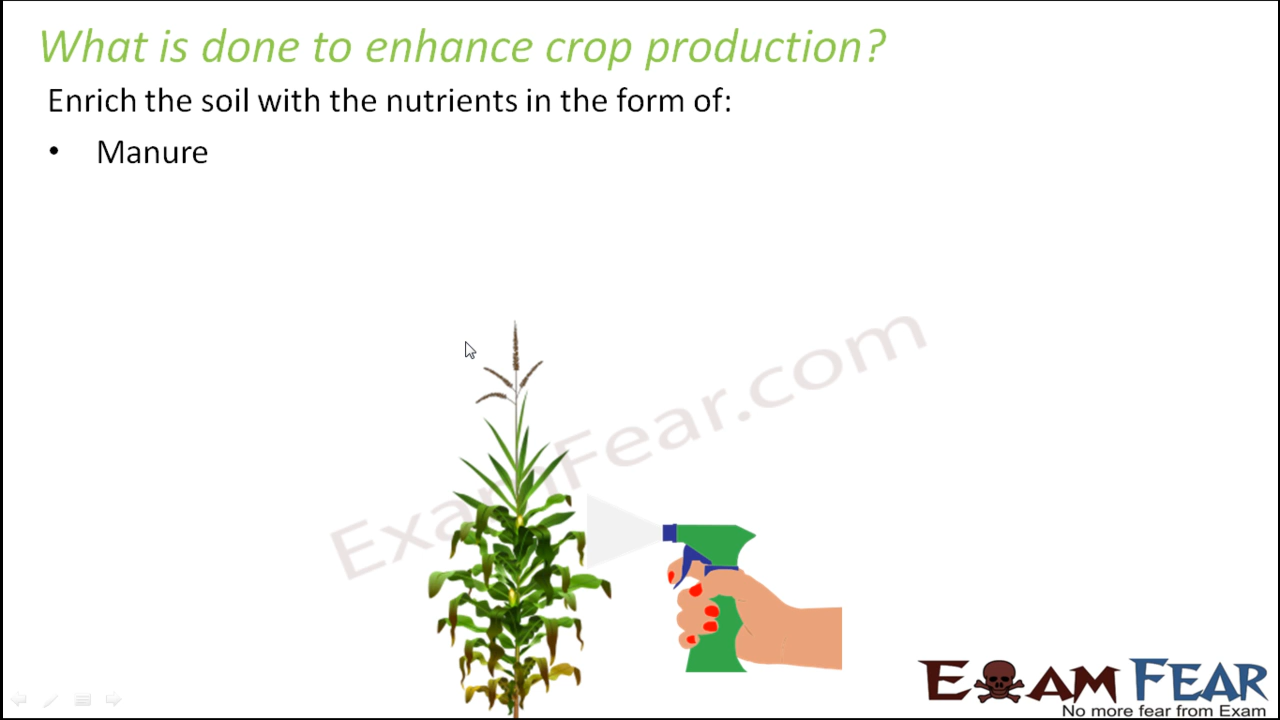 What is done to enhance crop production?
Enrich the soil with the nutrients in the form of:
• Manure
ExamFear.com
EXAM FEAR
No more fear from Exam